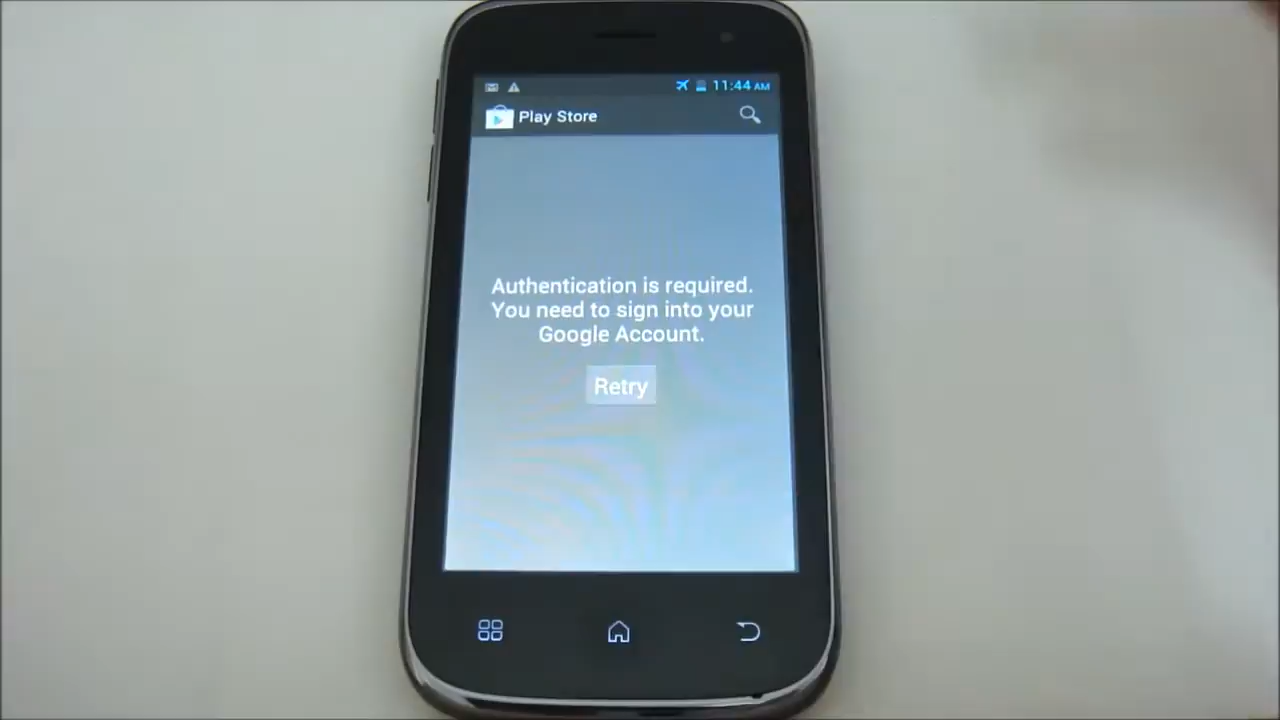 11:44 AM
Play Store
Authentication is required.
You need to sign into your
Google Account.
Retry